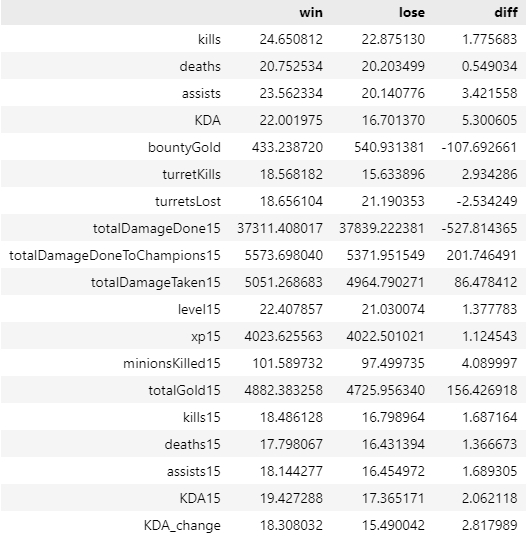 win lose diff
kills 24.650812 22.875130 1.775683
deaths 20.752534 20.203499 0.549034
assists 23.562334 20.140776 3.421558
KDA 22.001975 16.701370 5.300605
bountyGold 433.238720 540.931381 -107.692661
turretKills 18.568182 15.633896 2.934286
turretsLost 18.656104 21.190353 -2.534249
totalDamageDone15 37311.408017 37839.222381 -527.814365
totalDamageDoneToChampions15 5573.698040 5371.951549 201.746491
totalDamageTaken15 5051.268683 4964.790271 86.478412
level15 22.407857 21.030074 1.377783
xp15 4023.625563 4022.501021 1.124543
minionsKilled15 101.589732 97.499735 4.089997
totalGold15 4882.383258 4725.956340 156.426918
kills15 18.486128 16.798964 1.687164
deaths15 17.798067 16.431394 1.366673
assists15 18.144277 16.454972 1.689305
KDA15 19.427288 17.365171 2.062118
KDA_change 18.308032 15.490042 2.817989